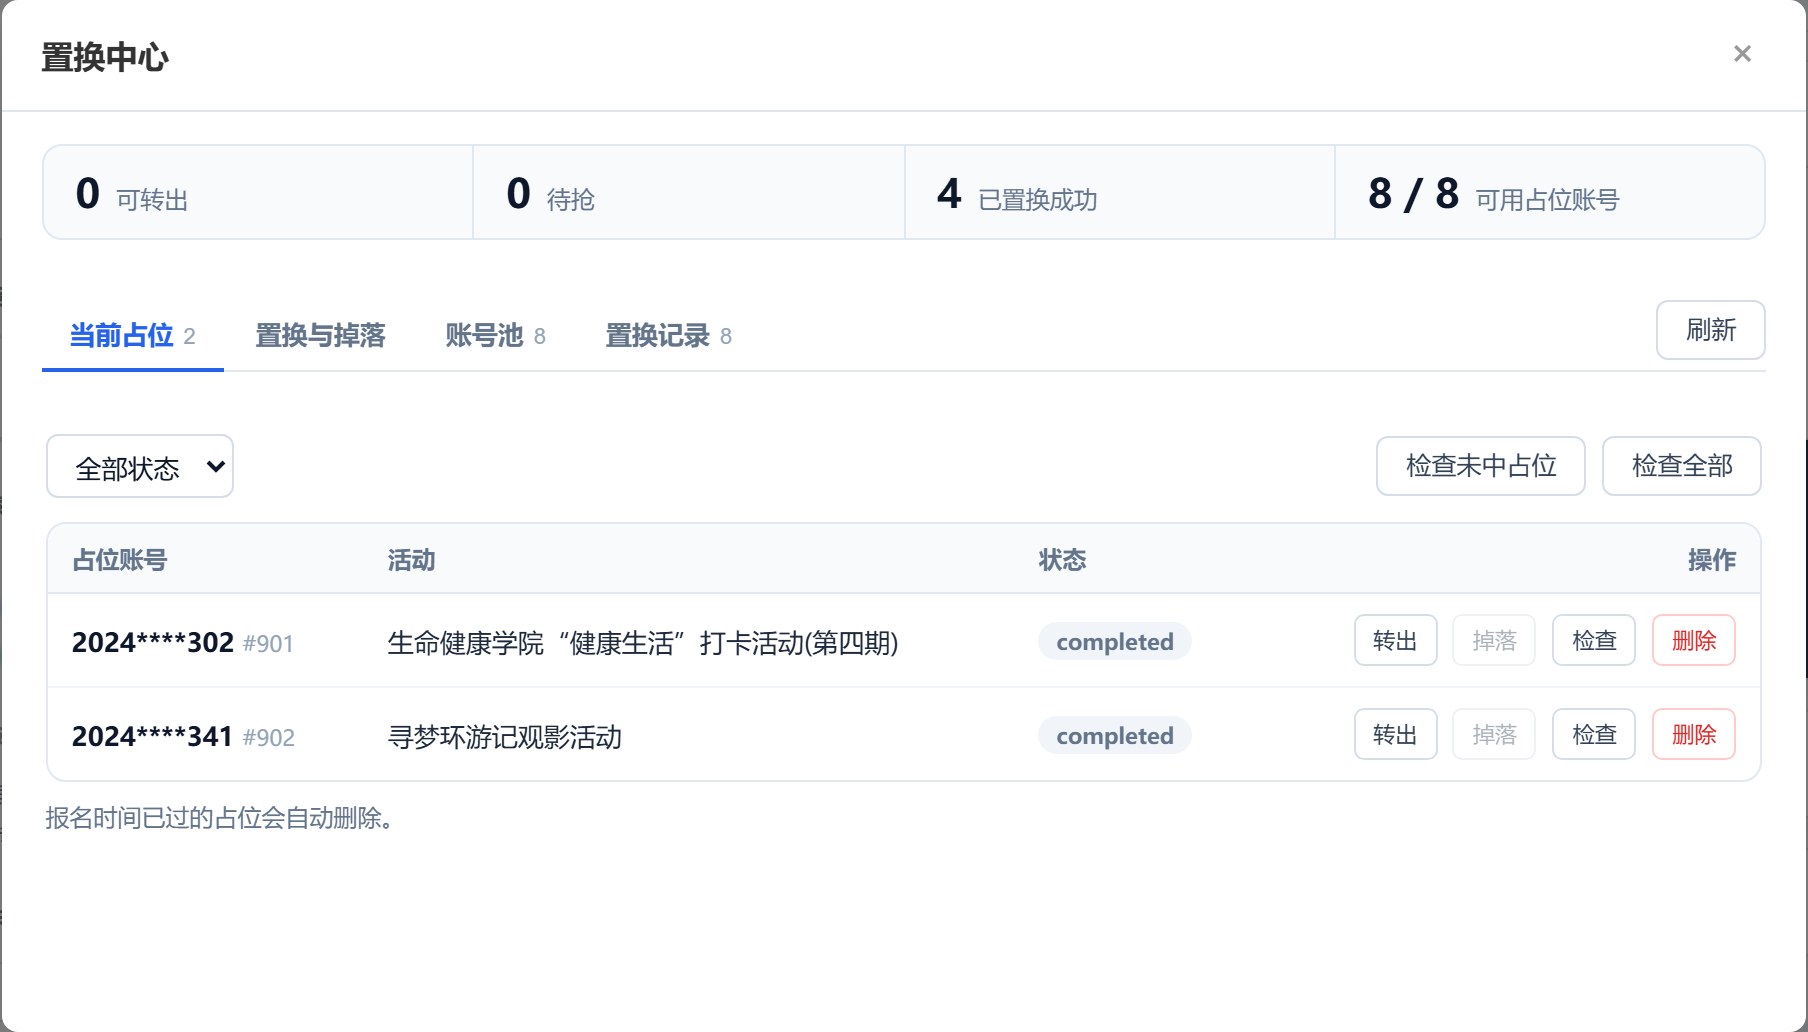 置换中心
×
0 可转出
0 待抢
4 已置换成功
8 / 8 可用占位账号
当前占位 2 置换与掉落 账号池 8 置换记录 8 刷新
全部状态 检查未中占位 检查全部
占位账号 活动 状态 操作
2024****302 #901 生命健康学院“健康生活”打卡活动(第四期) completed 转出 掉落 检查 删除
2024****341 #902 寻梦环游记观影活动 completed 转出 掉落 检查 删除
报名时间已过的占位会自动删除。